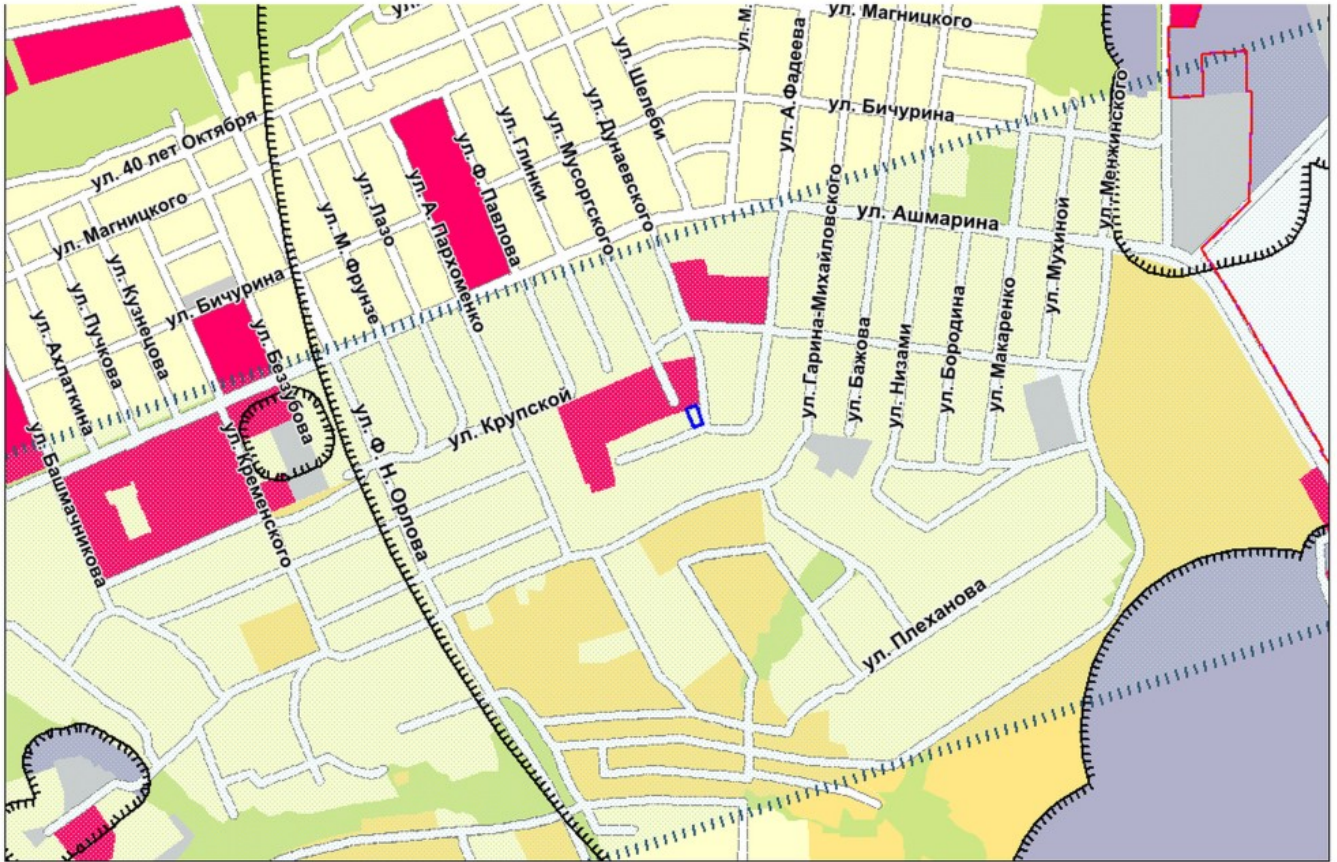 ул. Магницкого
ул. Шелеби
ул. А.Фадеева
ул. Бичурина
ул. Менжинского
ул. 40 лет Октября
ул. Ф. Павлова
ул. Глинки
ул. Мусоргского
ул. Дунаевского
ул. Магницкого
ул. Лазо
ул. А. Пархоменко
ул. М. Фрунзе
ул. Гарина-Михайловского
ул. Ашмарина
ул. Мухиной
ул. Кузнецова
ул. Бичурина
ул. Пучкова
ул. Ахлаткина
ул. Беззубова
ул. Бажова
ул. Низами
ул. Бородина
ул. Макаренко
ул. Крупской
ул. Башмачникова
ул. Кременского
ул. Ф. Н. Орлова
ул. Плеханова